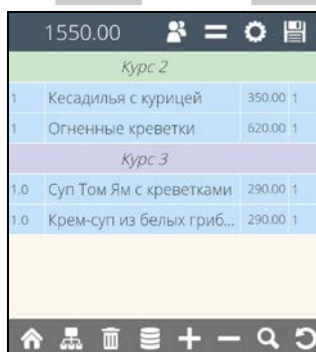 1550.00
Курс 2
1 Кесадилья с курицей 350.00 1
1 Огненные креветки 620.00 1
Курс 3
1.0 Суп Том Ям с креветками 290.00 1
1.0 Крем-суп из белых гриб... 290.00 1